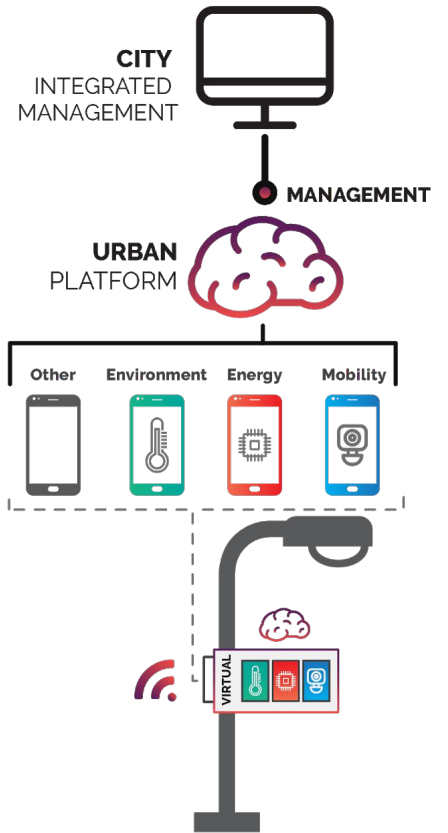 CITY
INTEGRATED
MANAGEMENT
MANAGEMENT
URBAN
PLATFORM
Other Environment Energy Mobility
VIRTUAL